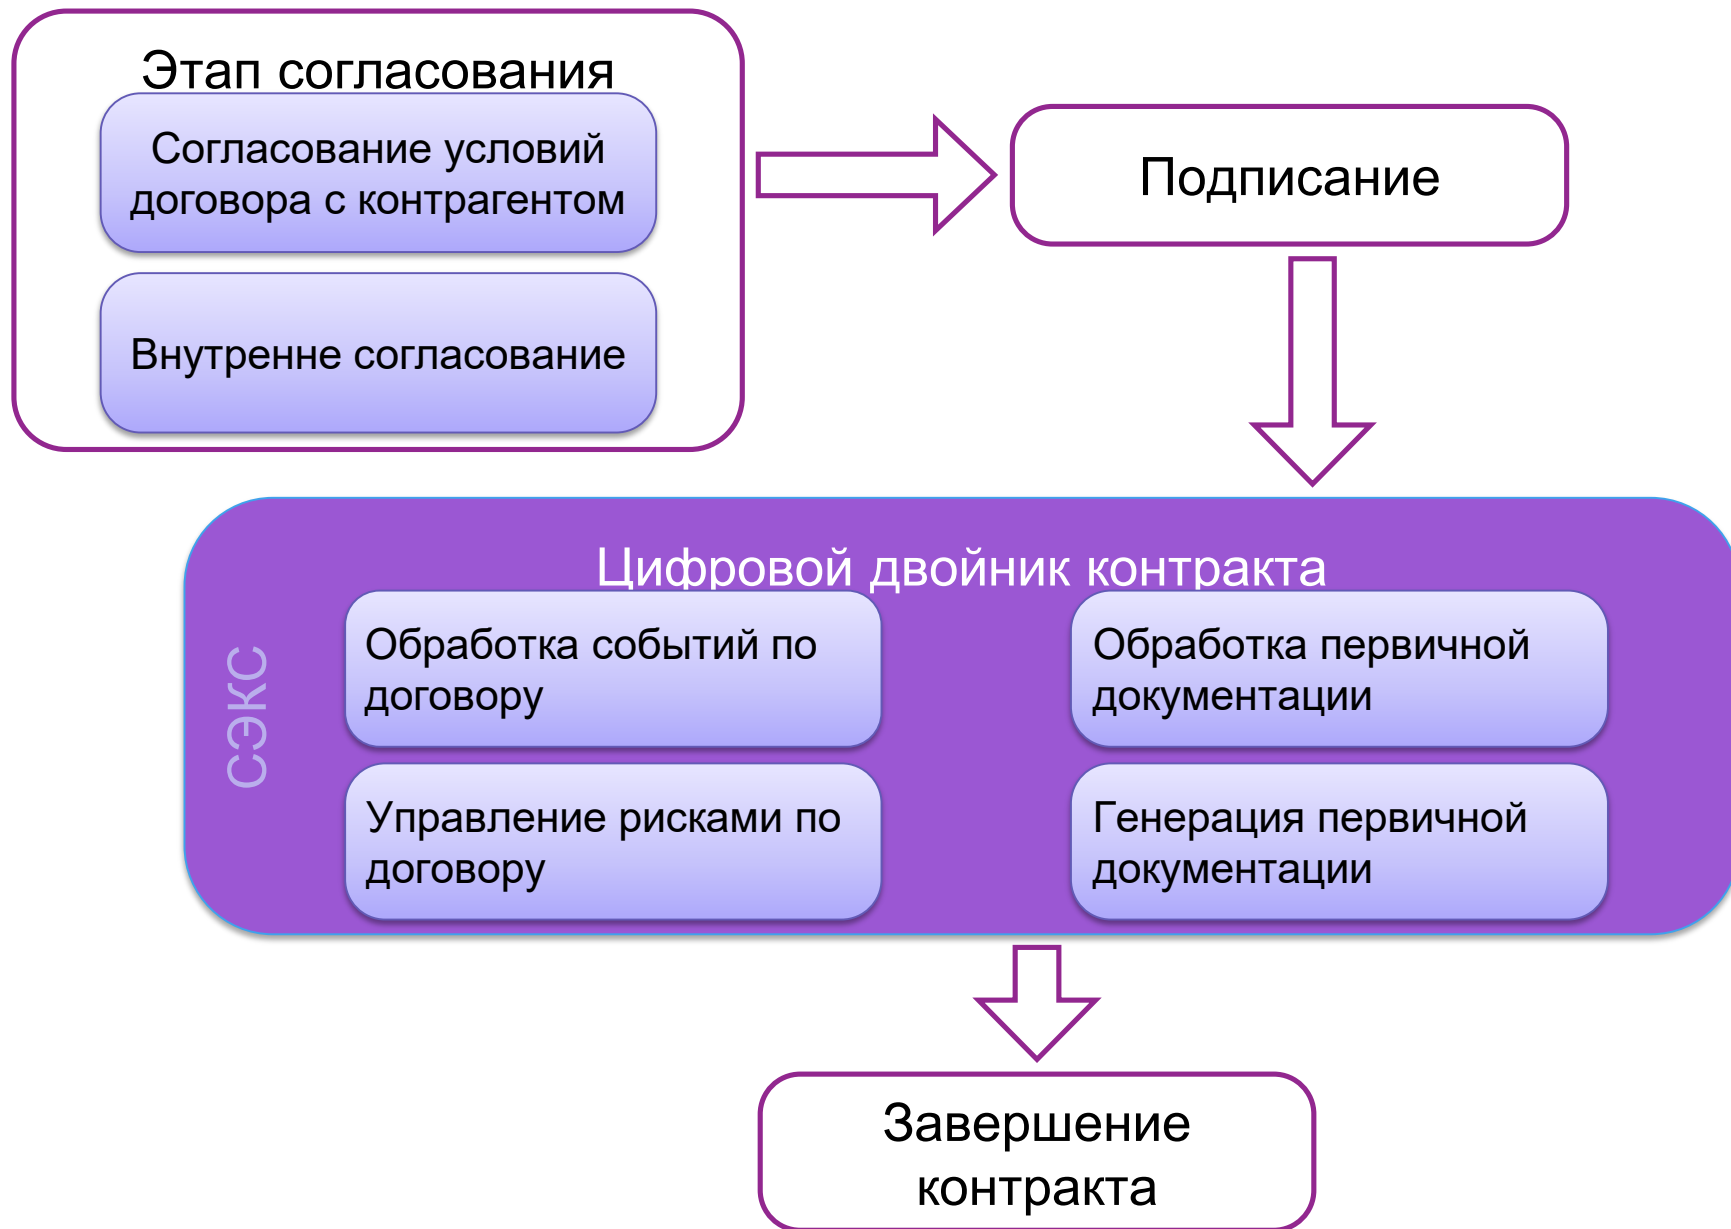 Этап согласования
Согласование условий
договора с контрагентом
Внутренне согласование
Подписание
Цифровой двойник контракта
СЭКС
Обработка событий по
договору
Обработка первичной
документации
Управление рисками по
договору
Генерация первичной
документации
Завершение
контракта